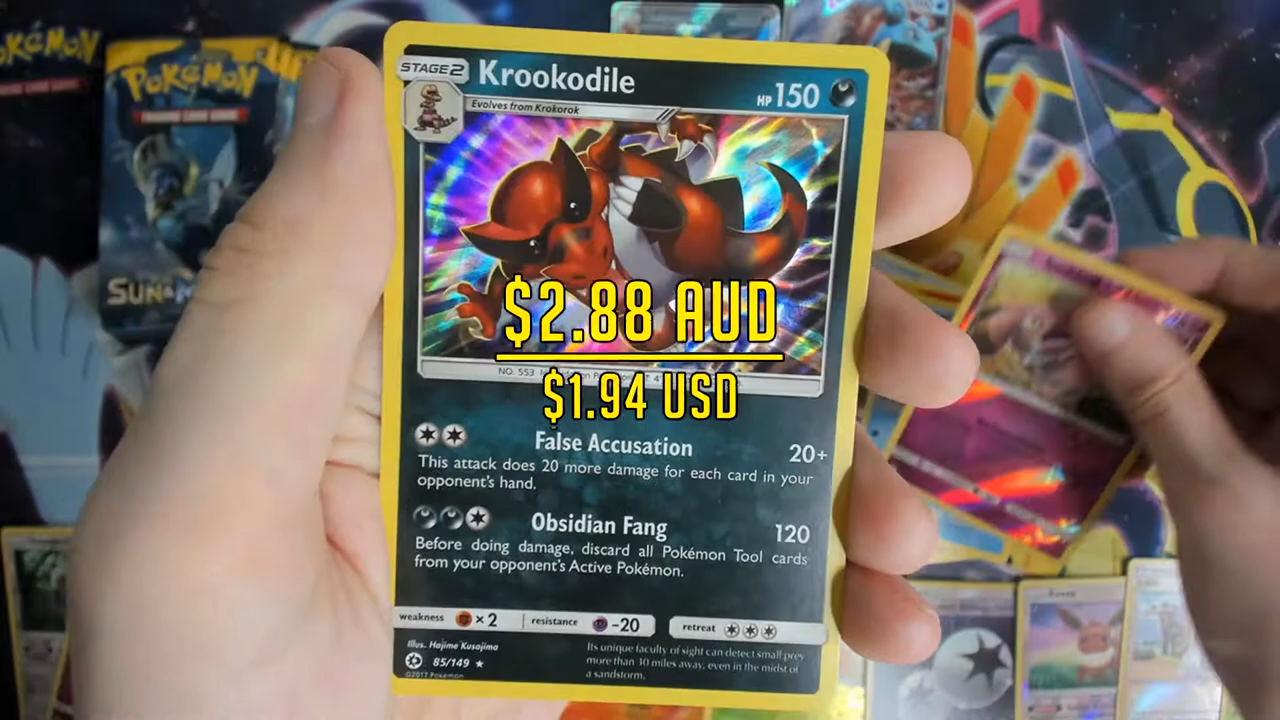 POKÉMON
POKÉMON
TRADING CARD GAME
SUN & M
STAGE2
Krookodile
HP 150
Evolves from Krokorok
$2.88 AUD
$1.94 USD
NO. 553
False Accusation 20+
This attack does 20 more damage for each card in your
opponent's hand.
Obsidian Fang 120
Before doing damage, discard all Pokémon Tool cards
from your opponent's Active Pokémon.
weakness ×2 resistance -20 retreat
Illus. Hajime Kusajima
85/149 ★
©2017 Pokémon
Its unique faculty of sight can detect small prey
more than 30 miles away, even in the midst of
a sandstorm.
Eevee